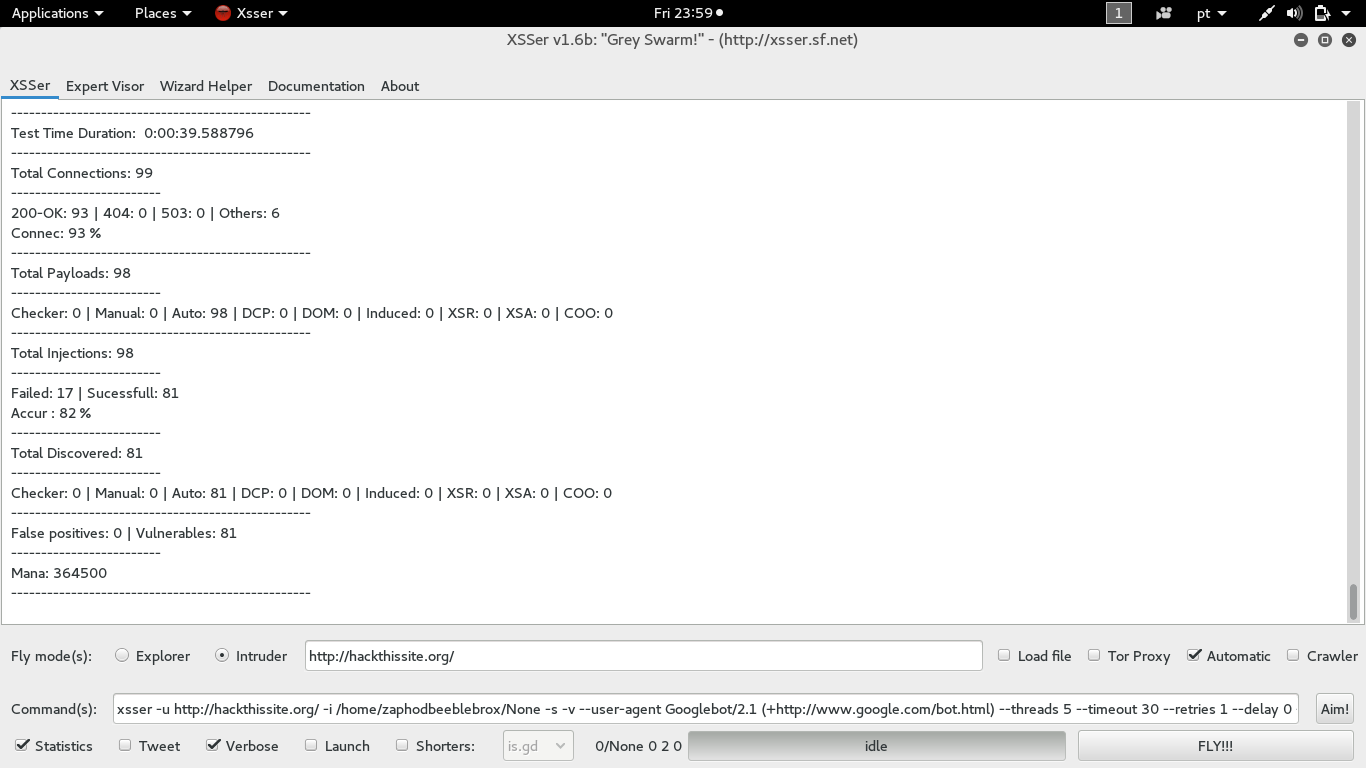 Applications Places Xsser Fri 23:59 1 pt
XSSer v1.6b: "Grey Swarm!" - (http://xsser.sf.net)
XSSer Expert Visor Wizard Helper Documentation About
--------------------------------------------------
Test Time Duration:  0:00:39.588796
--------------------------------------------------
Total Connections: 99
-------------------------
200-OK: 93 | 404: 0 | 503: 0 | Others: 6
Connec: 93 %
--------------------------------------------------
Total Payloads: 98
-------------------------
Checker: 0 | Manual: 0 | Auto: 98 | DCP: 0 | DOM: 0 | Induced: 0 | XSR: 0 | XSA: 0 | COO: 0
--------------------------------------------------
Total Injections: 98
-------------------------
Failed: 17 | Sucessfull: 81
Accur : 82 %
-------------------------
Total Discovered: 81
-------------------------
Checker: 0 | Manual: 0 | Auto: 81 | DCP: 0 | DOM: 0 | Induced: 0 | XSR: 0 | XSA: 0 | COO: 0
--------------------------------------------------
False positives: 0 | Vulnerables: 81
-------------------------
Mana: 364500
--------------------------------------------------
Fly mode(s): Explorer Intruder http://hackthissite.org/ Load file Tor Proxy Automatic Crawler
Command(s): xsser -u http://hackthissite.org/ -i /home/zaphodbeeblebrox/None -s -v --user-agent Googlebot/2.1 (+http://www.google.com/bot.html) --threads 5 --timeout 30 --retries 1 --delay 0 Aim!
Statistics Tweet Verbose Launch Shorters: is.gd 0/None 0 2 0 idle FLY!!!